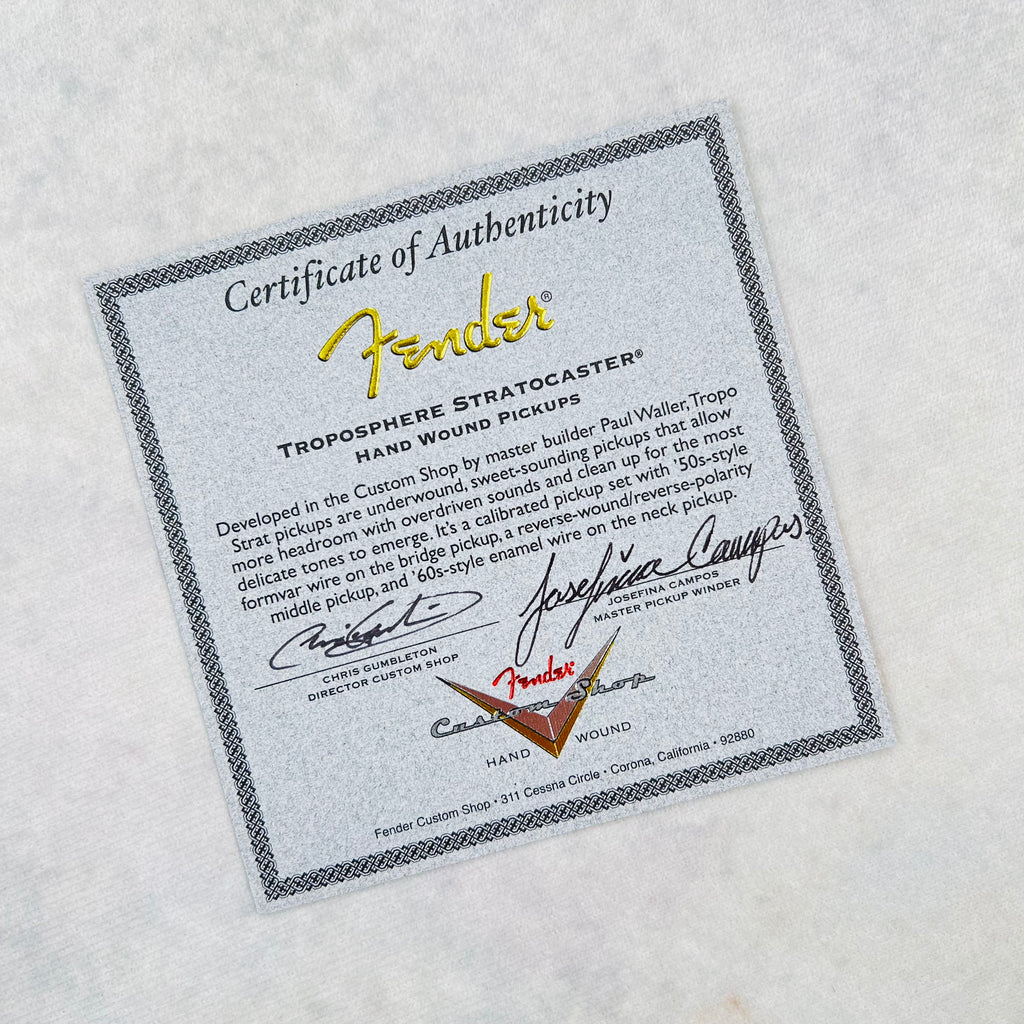 Certificate of Authenticity
Fender®
TROPOSPHERE STRATOCASTER®
HAND WOUND PICKUPS
Developed in the Custom Shop by master builder Paul Waller, Tropo
Strat pickups are underwound, sweet-sounding pickups that allow
more headroom with overdriven sounds and clean up for the most
delicate tones to emerge. It's a calibrated pickup set with '50s-style
formvar wire on the bridge pickup, a reverse-wound/reverse-polarity
middle pickup, and '60s-style enamel wire on the neck pickup.
Josefina Campos
CHRIS GUMBLETON
DIRECTOR CUSTOM SHOP
JOSEFINA CAMPOS
MASTER PICKUP WINDER
Fender®
Custom Shop
HAND WOUND
Fender Custom Shop • 311 Cessna Circle • Corona, California • 92880